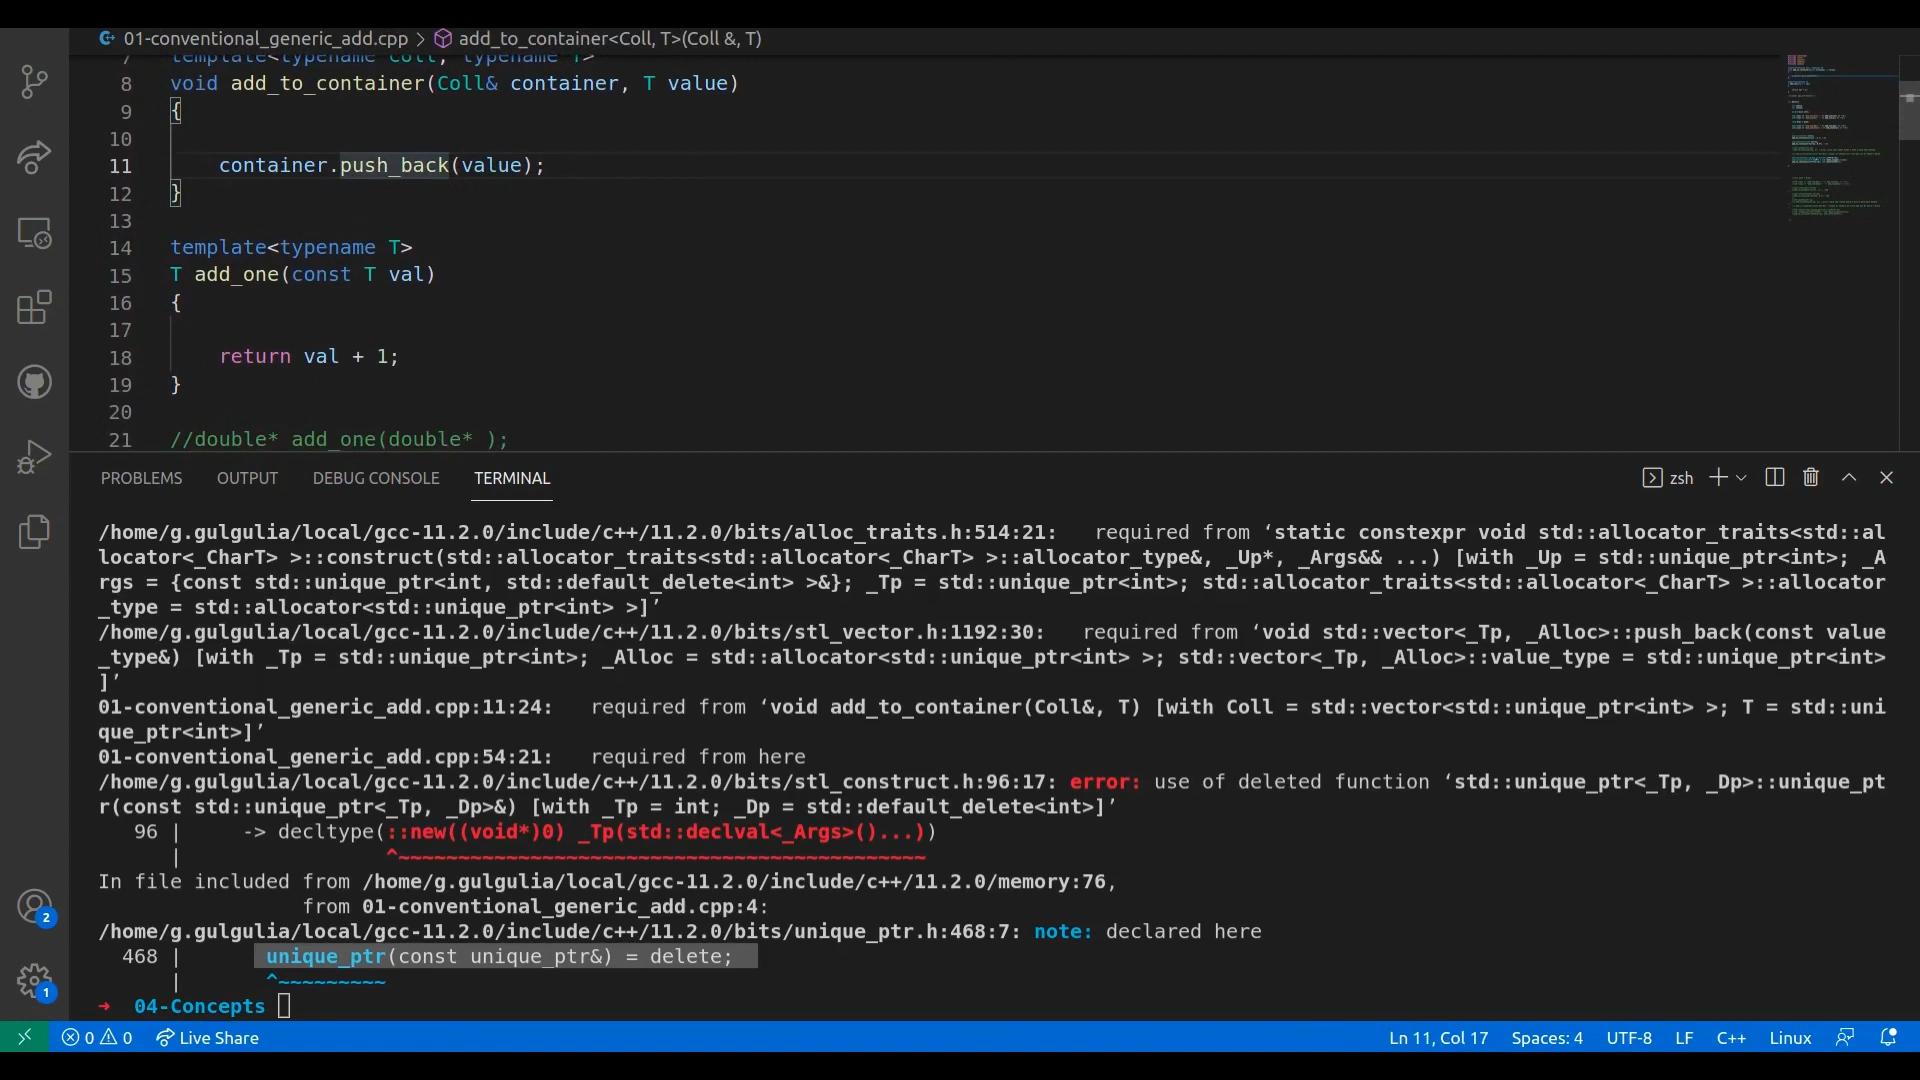 01-conventional_generic_add.cpp > add_to_container<Coll, T>(Coll &, T)
7 template<typename Coll, typename T>
8 void add_to_container(Coll& container, T value)
9 {
10
11 container.push_back(value);
12 }
13
14 template<typename T>
15 T add_one(const T val)
16 {
17
18 return val + 1;
19 }
20
21 //double* add_one(double* );
PROBLEMS OUTPUT DEBUG CONSOLE TERMINAL zsh
/home/g.gulgulia/local/gcc-11.2.0/include/c++/11.2.0/bits/alloc_traits.h:514:21:   required from ‘static constexpr void std::allocator_traits<std::al
locator<_CharT> >::construct(std::allocator_traits<std::allocator<_CharT> >::allocator_type&, _Up*, _Args&& ...) [with _Up = std::unique_ptr<int>; _A
rgs = {const std::unique_ptr<int, std::default_delete<int> >&}; _Tp = std::unique_ptr<int>; std::allocator_traits<std::allocator<_CharT> >::allocator
_type = std::allocator<std::unique_ptr<int> >]’
/home/g.gulgulia/local/gcc-11.2.0/include/c++/11.2.0/bits/stl_vector.h:1192:30:   required from ‘void std::vector<_Tp, _Alloc>::push_back(const value
_type&) [with _Tp = std::unique_ptr<int>; _Alloc = std::allocator<std::unique_ptr<int> >; std::vector<_Tp, _Alloc>::value_type = std::unique_ptr<int>
]’
01-conventional_generic_add.cpp:11:24:   required from ‘void add_to_container(Coll&, T) [with Coll = std::vector<std::unique_ptr<int> >; T = std::uni
que_ptr<int>]’
01-conventional_generic_add.cpp:54:21:   required from here
/home/g.gulgulia/local/gcc-11.2.0/include/c++/11.2.0/bits/stl_construct.h:96:17: error: use of deleted function ‘std::unique_ptr<_Tp, _Dp>::unique_pt
r(const std::unique_ptr<_Tp, _Dp>&) [with _Tp = int; _Dp = std::default_delete<int>]’
96 | -> decltype(::new((void*)0) _Tp(std::declval<_Args>()...))
| ^~~~~~~~~~~~~~~~~~~~~~~~~~~~~~~~~~~~~~~~~~~~~
In file included from /home/g.gulgulia/local/gcc-11.2.0/include/c++/11.2.0/memory:76,
from 01-conventional_generic_add.cpp:4:
/home/g.gulgulia/local/gcc-11.2.0/include/c++/11.2.0/bits/unique_ptr.h:468:7: note: declared here
468 | unique_ptr(const unique_ptr&) = delete;
| ^~~~~~~~~~
➜ 04-Concepts
2
1
0 0 Live Share Ln 11, Col 17 Spaces: 4 UTF-8 LF C++ Linux